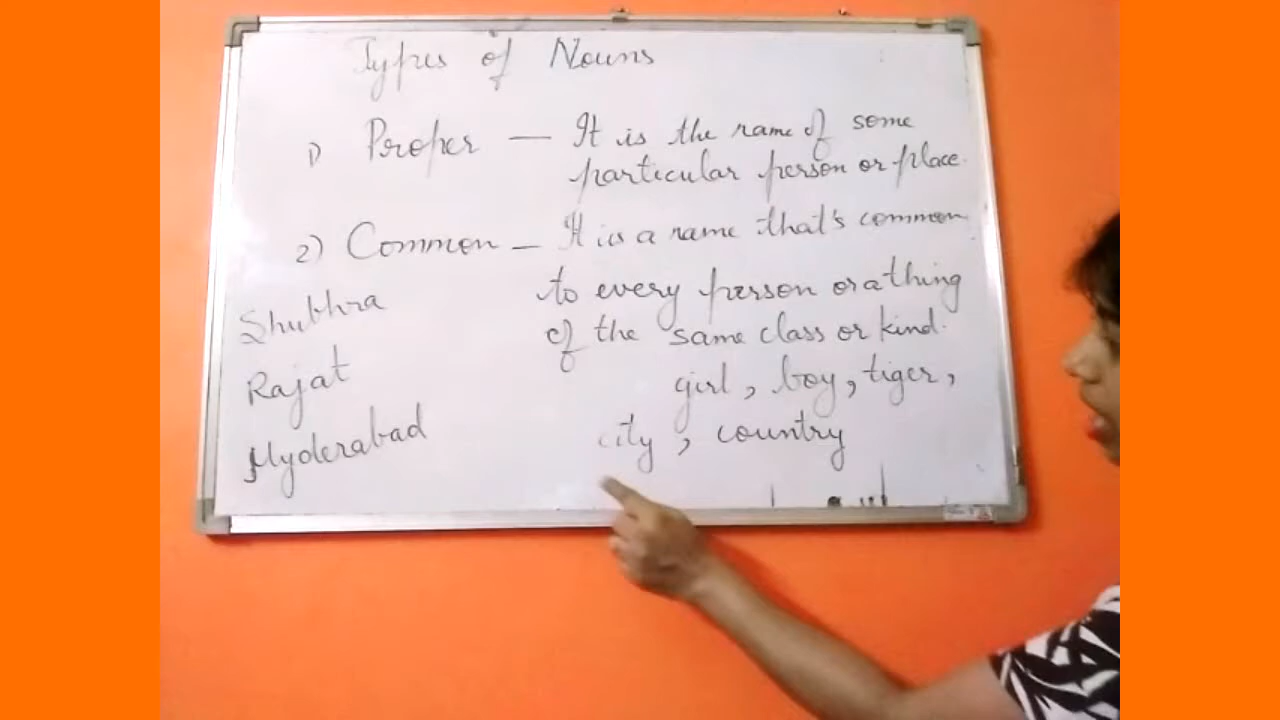 Types of Nouns
1) Proper — It is the name of some
particular person or place.
2) Common — It is a name that's common
to every person or a thing
of the same class or kind.
girl, boy, tiger,
city, country
Shubhra
Rajat
Hyderabad